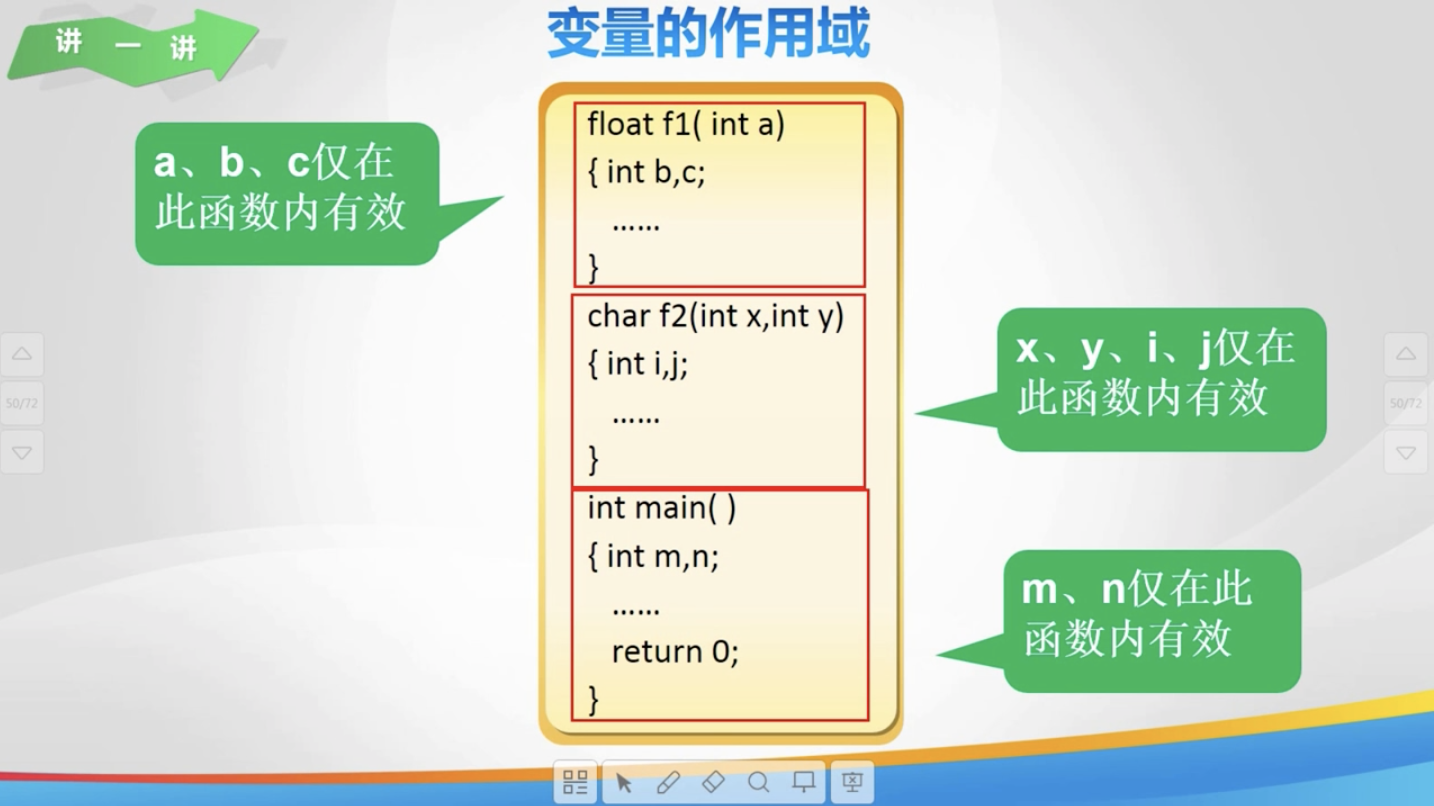 讲 一 讲
变量的作用域
a、b、c仅在
此函数内有效
float f1( int a)
{ int b,c;
……
}
char f2(int x,int y)
{ int i,j;
……
}
x、y、i、j仅在
此函数内有效
int main( )
{ int m,n;
……
return 0;
}
m、n仅在此
函数内有效
50/72
50/72